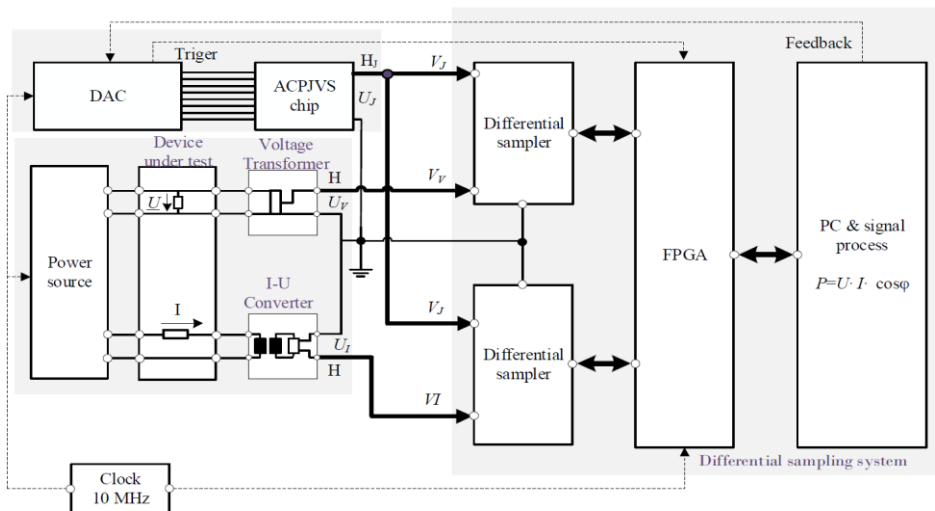 Feedback
Triger
DAC
ACPJVS
chip
H_J
U_J
V_J
Differential
sampler
Device
under test
Voltage
Transformer
H
U_V
V_V
U
Power
source
FPGA
PC & signal
process
P=U· I· cosφ
I-U
Converter
I
U_I
H
V_J
Differential
sampler
VI
Differential sampling system
Clock
10 MHz